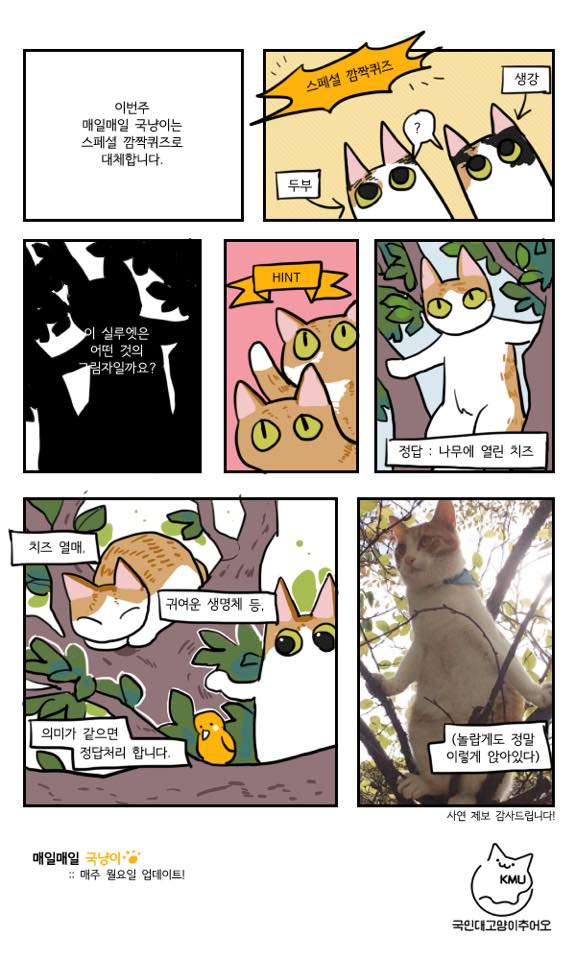 이번주
매일매일 국냥이는
스페셜 깜짝퀴즈로
대체합니다.
스페셜 깜짝퀴즈
생강
?
두부
이 실루엣은
어떤 것의
그림자일까요?
HINT
정답 : 나무에 열린 치즈
치즈 열매,
귀여운 생명체 등,
의미가 같으면
정답처리 합니다.
(놀랍게도 정말
이렇게 앉아있다)
사연 제보 감사드립니다!
매일매일 국냥이
:: 매주 월요일 업데이트!
KMU
국민대고양이추어오